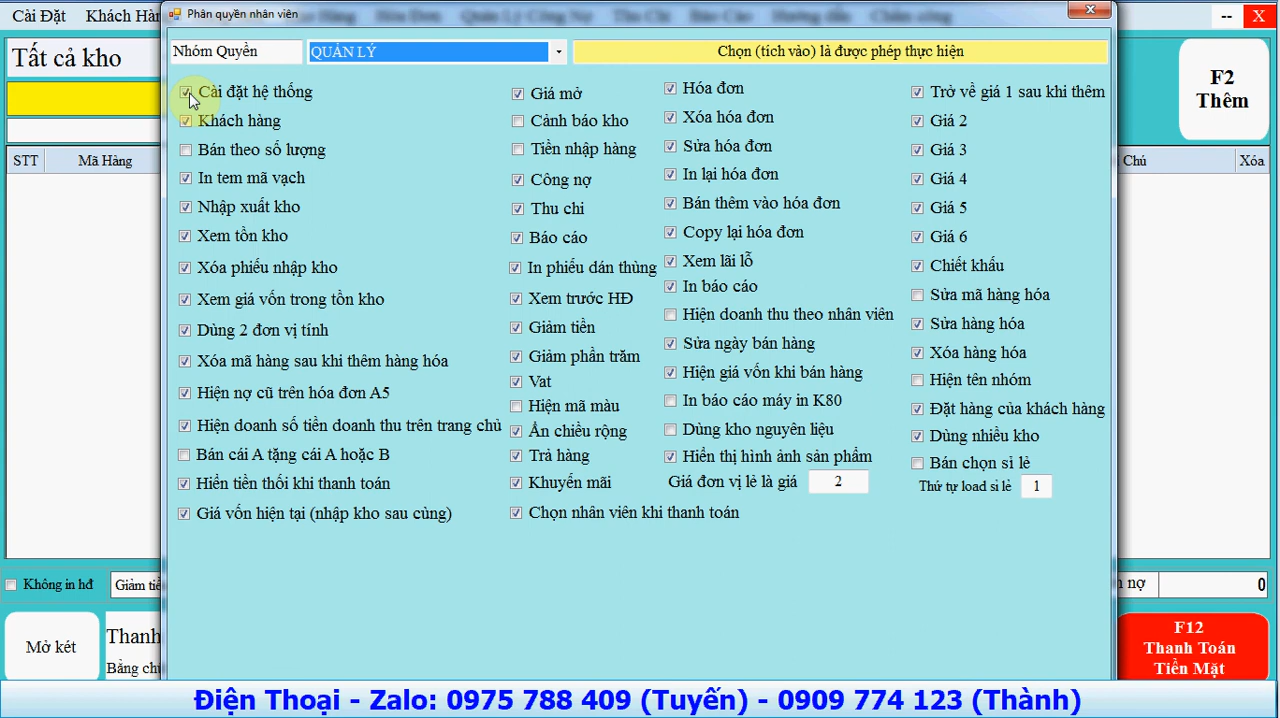 Cài Đặt
Khách Hàn
Phân quyền nhân viên
-- X
Tất cả kho
F2
Thêm
Nhóm Quyền
QUẢN LÝ
Chọn (tích vào) là được phép thực hiện
STT Mã Hàng
Chú Xóa
Cài đặt hệ thống
Khách hàng
Bán theo số lượng
In tem mã vạch
Nhập xuất kho
Xem tồn kho
Xóa phiếu nhập kho
Xem giá vốn trong tồn kho
Dùng 2 đơn vị tính
Xóa mã hàng sau khi thêm hàng hóa
Hiện nợ cũ trên hóa đơn A5
Hiện doanh số tiền doanh thu trên trang chủ
Bán cái A tặng cái A hoặc B
Hiển tiền thối khi thanh toán
Giá vốn hiện tại (nhập kho sau cùng)
Giá mở
Cảnh báo kho
Tiền nhập hàng
Công nợ
Thu chi
Báo cáo
In phiếu dán thùng
Xem trước HĐ
Giảm tiền
Giảm phần trăm
Vat
Hiện mã màu
Ẩn chiều rộng
Trả hàng
Khuyến mãi
Chọn nhân viên khi thanh toán
Hóa đơn
Xóa hóa đơn
Sửa hóa đơn
In lại hóa đơn
Bán thêm vào hóa đơn
Copy lại hóa đơn
Xem lãi lỗ
In báo cáo
Hiện doanh thu theo nhân viên
Sửa ngày bán hàng
Hiện giá vốn khi bán hàng
In báo cáo máy in K80
Dùng kho nguyên liệu
Hiển thị hình ảnh sản phẩm
Giá đơn vị lẻ là giá 2
Trở về giá 1 sau khi thêm
Giá 2
Giá 3
Giá 4
Giá 5
Giá 6
Chiết khấu
Sửa mã hàng hóa
Sửa hàng hóa
Xóa hàng hóa
Hiện tên nhóm
Đặt hàng của khách hàng
Dùng nhiều kho
Bán chọn sỉ lẻ
Thứ tự load sỉ lẻ 1
Không in hđ
Giảm tiề
n nợ 0
Mở két
Thanh
Bằng ch
F12
Thanh Toán
Tiền Mặt
Điện Thoại - Zalo: 0975 788 409 (Tuyến) - 0909 774 123 (Thành)